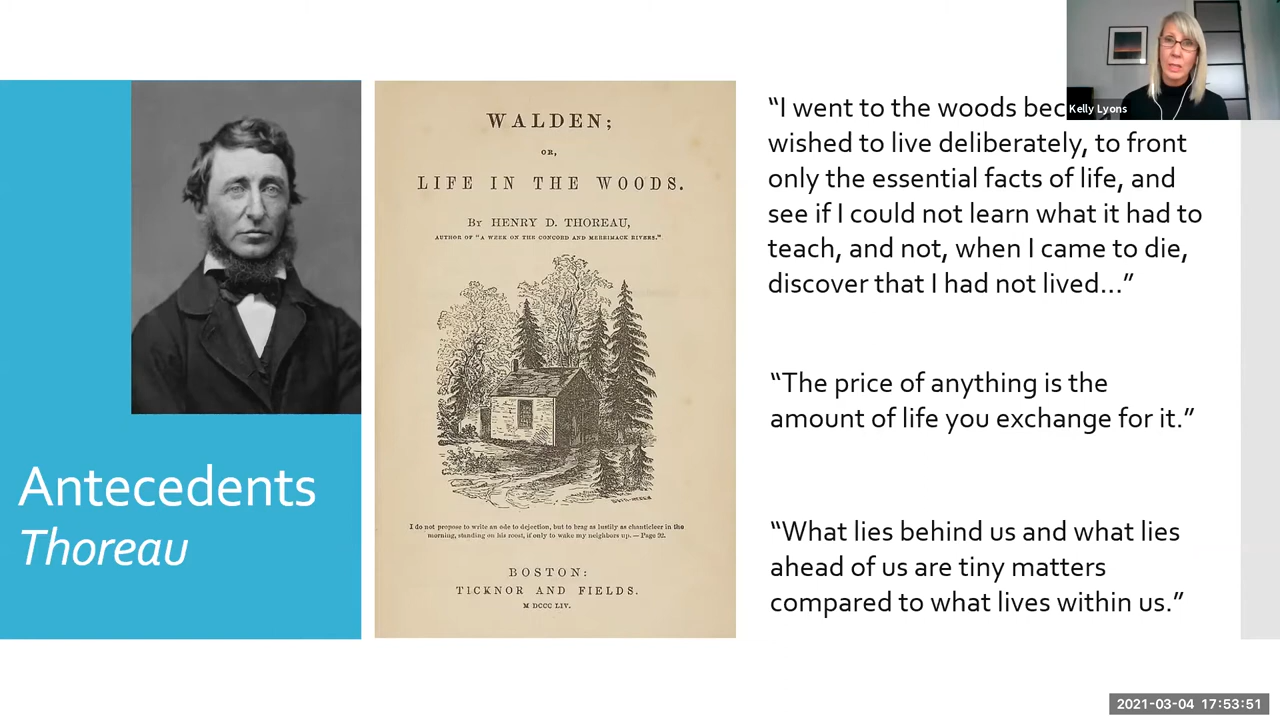 Antecedents
Thoreau
WALDEN;
OR,
LIFE IN THE WOODS.
By HENRY D. THOREAU,
AUTHOR OF "A WEEK ON THE CONCORD AND MERRIMACK RIVERS."
I do not propose to write an ode to dejection, but to brag as lustily as chanticleer in the
morning, standing on his roost, if only to wake my neighbors up. — Page 92.
BOSTON:
TICKNOR AND FIELDS.
M DCCC LIV.
“I went to the woods bec
wished to live deliberately, to front
only the essential facts of life, and
see if I could not learn what it had to
teach, and not, when I came to die,
discover that I had not lived...”
“The price of anything is the
amount of life you exchange for it.”
“What lies behind us and what lies
ahead of us are tiny matters
compared to what lives within us.”
Kelly Lyons
2021-03-04 17:53:51